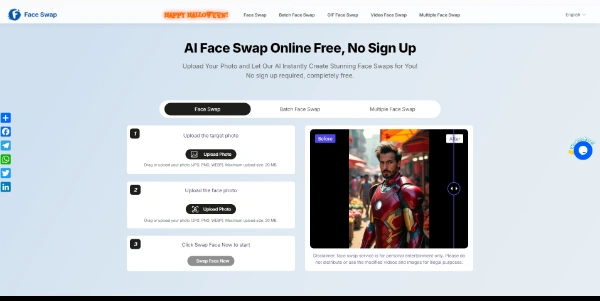 Face Swap
HAPPY HALLOWEEN!
Face Swap
Batch Face Swap
GIF Face Swap
Video Face Swap
Multiple Face Swap
English
AI Face Swap Online Free, No Sign Up
Upload Your Photo and Let Our AI Instantly Create Stunning Face Swaps for You!
No sign up required, completely free.
Face Swap
Batch Face Swap
Multiple Face Swap
1
Upload the target photo
Upload Photo
Drag or upload your photo (JPG, PNG, WEBP). Maximum upload size: 20 MB.
2
Upload the face photo
Upload Photo
Drag or upload your photo (JPG, PNG, WEBP). Maximum upload size: 20 MB.
3
Click Swap Face Now to start
Swap Face Now
Before
After
Disclaimer: face swap service is for personal entertainment only. Please do
not distribute or use the modified videos and images for illegal purposes.